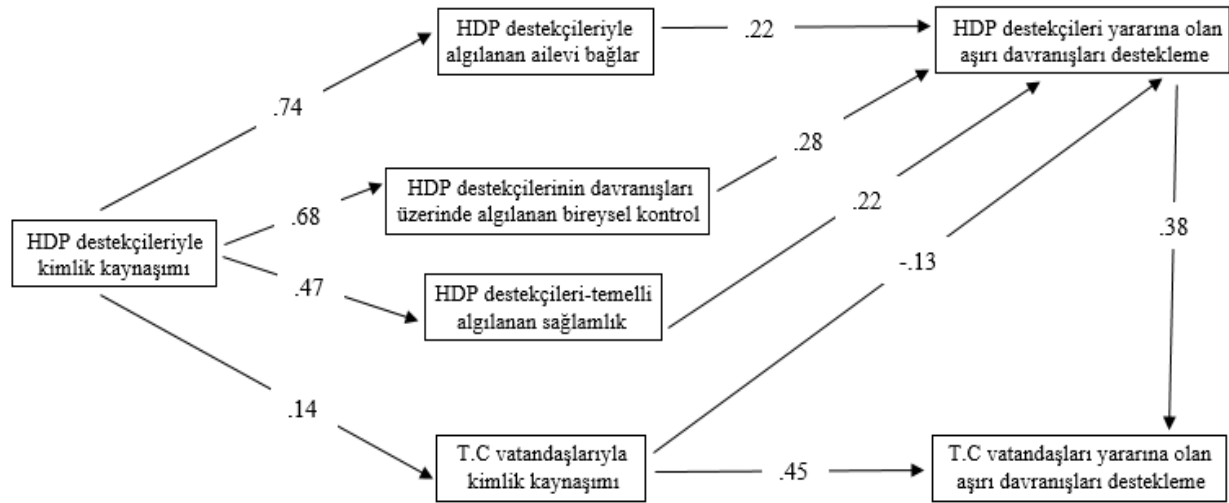 HDP destekçileriyle
algılanan ailevi bağlar
.22
HDP destekçileri yararına olan
aşırı davranışları destekleme
.74
.28
HDP destekçilerinin davranışları
üzerinde algılanan bireysel kontrol
.68
.22
.38
HDP destekçileriyle
kimlik kaynaşımı
-.13
.47
HDP destekçileri-temelli
algılanan sağlamlık
.14
T.C vatandaşlarıyla
kimlik kaynaşımı
.45
T.C vatandaşları yararına olan
aşırı davranışları destekleme